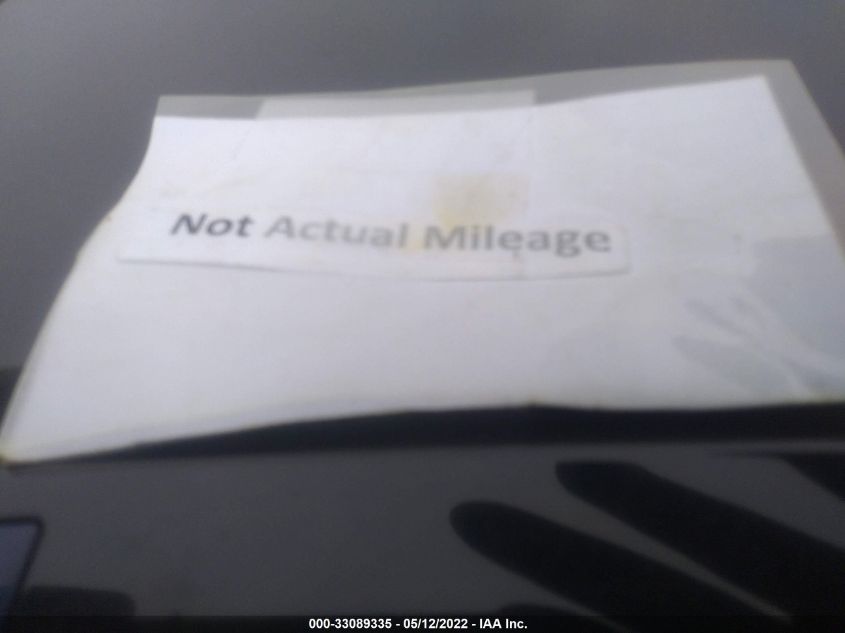 Not Actual Mileage
000-33089335 - 05/12/2022 - IAA Inc.